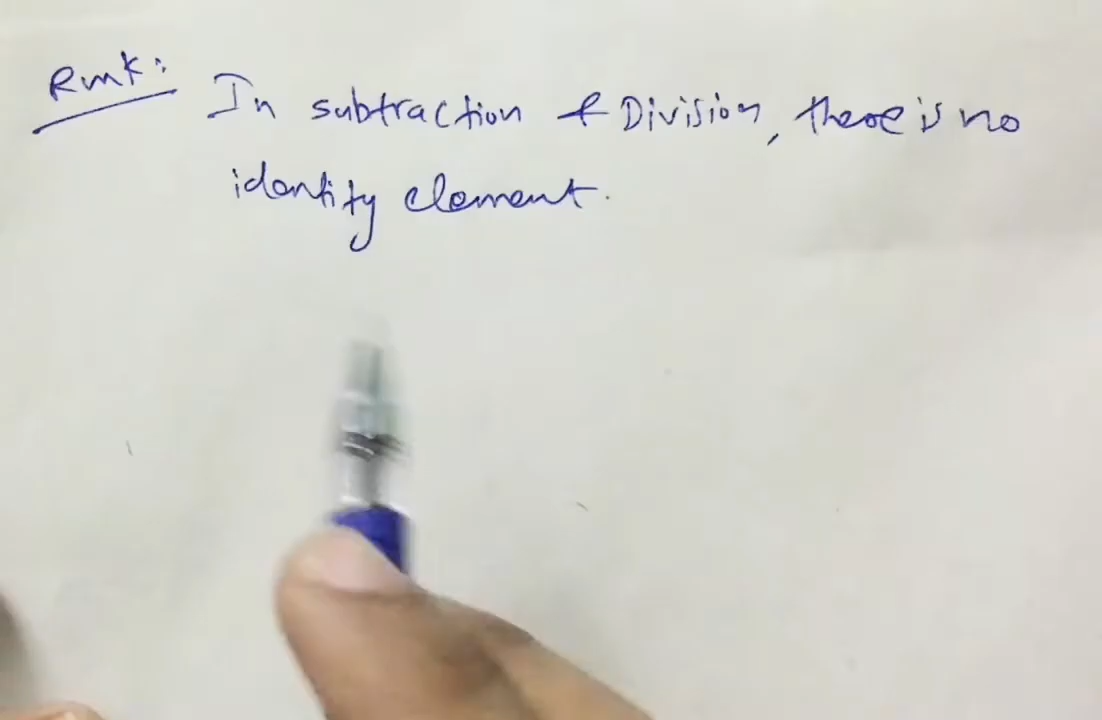 Rmk: In subtraction & Division, there is no
identity element.